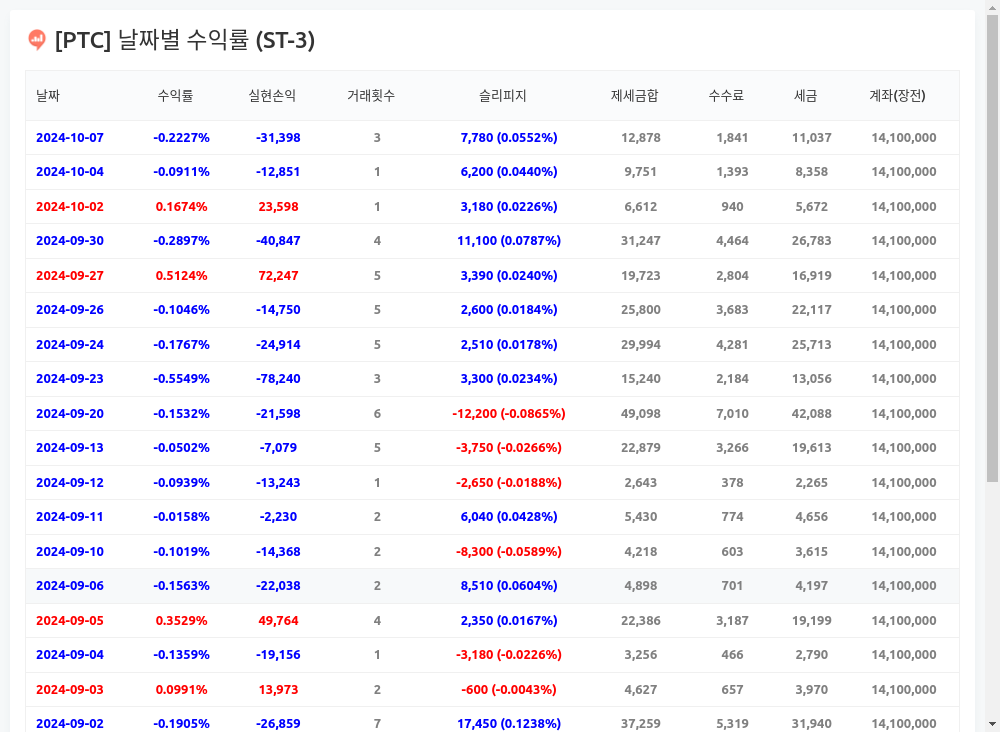 [PTC] 날짜별 수익률 (ST-3)
날짜 수익률 실현손익 거래횟수 슬리피지 제세금합 수수료 세금 계좌(장전)
2024-10-07 -0.2227% -31,398 3 7,780 (0.0552%) 12,878 1,841 11,037 14,100,000
2024-10-04 -0.0911% -12,851 1 6,200 (0.0440%) 9,751 1,393 8,358 14,100,000
2024-10-02 0.1674% 23,598 1 3,180 (0.0226%) 6,612 940 5,672 14,100,000
2024-09-30 -0.2897% -40,847 4 11,100 (0.0787%) 31,247 4,464 26,783 14,100,000
2024-09-27 0.5124% 72,247 5 3,390 (0.0240%) 19,723 2,804 16,919 14,100,000
2024-09-26 -0.1046% -14,750 5 2,600 (0.0184%) 25,800 3,683 22,117 14,100,000
2024-09-24 -0.1767% -24,914 5 2,510 (0.0178%) 29,994 4,281 25,713 14,100,000
2024-09-23 -0.5549% -78,240 3 3,300 (0.0234%) 15,240 2,184 13,056 14,100,000
2024-09-20 -0.1532% -21,598 6 -12,200 (-0.0865%) 49,098 7,010 42,088 14,100,000
2024-09-13 -0.0502% -7,079 5 -3,750 (-0.0266%) 22,879 3,266 19,613 14,100,000
2024-09-12 -0.0939% -13,243 1 -2,650 (-0.0188%) 2,643 378 2,265 14,100,000
2024-09-11 -0.0158% -2,230 2 6,040 (0.0428%) 5,430 774 4,656 14,100,000
2024-09-10 -0.1019% -14,368 2 -8,300 (-0.0589%) 4,218 603 3,615 14,100,000
2024-09-06 -0.1563% -22,038 2 8,510 (0.0604%) 4,898 701 4,197 14,100,000
2024-09-05 0.3529% 49,764 4 2,350 (0.0167%) 22,386 3,187 19,199 14,100,000
2024-09-04 -0.1359% -19,156 1 -3,180 (-0.0226%) 3,256 466 2,790 14,100,000
2024-09-03 0.0991% 13,973 2 -600 (-0.0043%) 4,627 657 3,970 14,100,000
2024-09-02 -0.1905% -26,859 7 17,450 (0.1238%) 37,259 5,319 31,940 14,100,000